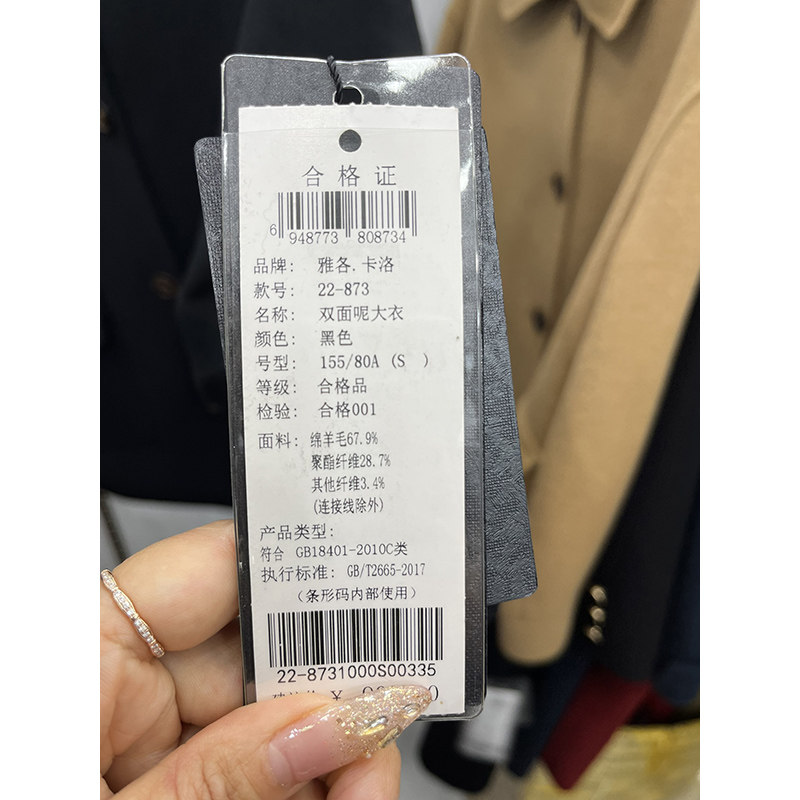 合格证
6 948773 808734
品牌: 雅各.卡洛
款号: 22-873
名称: 双面呢大衣
颜色: 黑色
号型: 155/80A (S )
等级: 合格品
检验: 合格001
面料: 绵羊毛67.9%
聚酯纤维28.7%
其他纤维3.4%
(连接线除外)
产品类型:
符合 GB18401-2010C类
执行标准: GB/T2665-2017
(条形码内部使用)
22-8731000S00335
¥